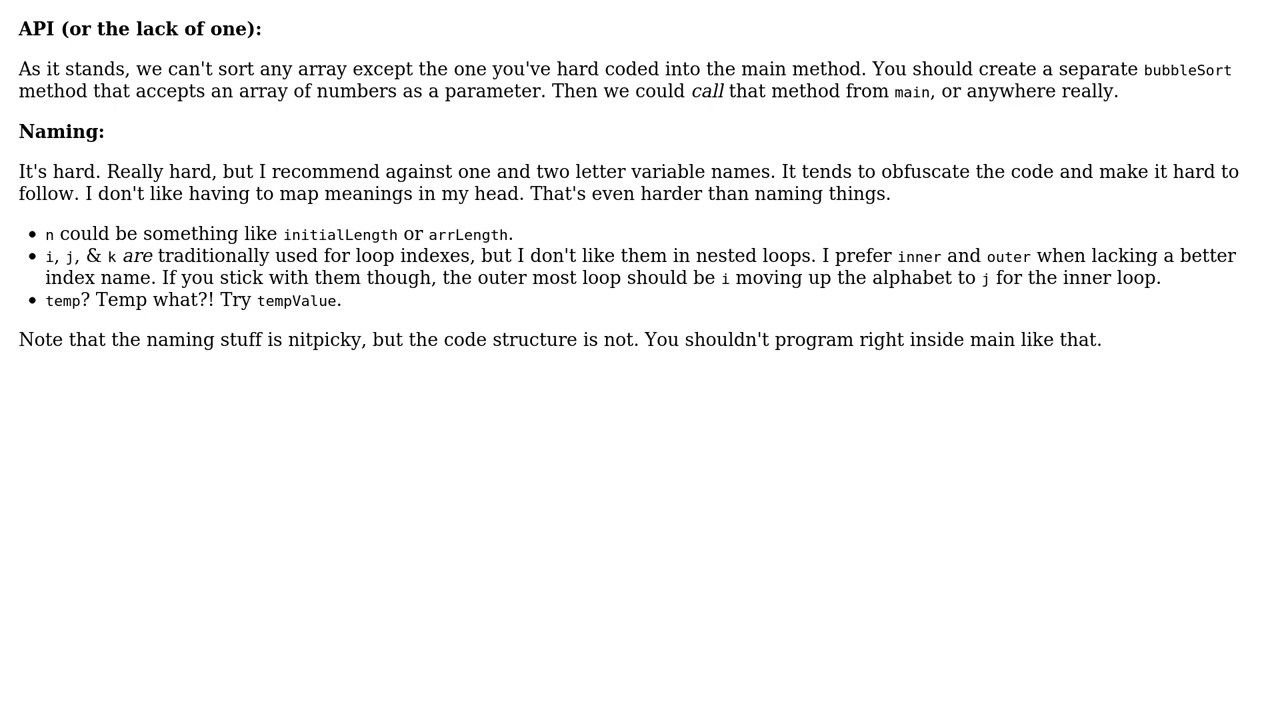 API (or the lack of one):
As it stands, we can't sort any array except the one you've hard coded into the main method. You should create a separate bubbleSort
method that accepts an array of numbers as a parameter. Then we could call that method from main, or anywhere really.
Naming:
It's hard. Really hard, but I recommend against one and two letter variable names. It tends to obfuscate the code and make it hard to
follow. I don't like having to map meanings in my head. That's even harder than naming things.
• n could be something like initialLength or arrLength.
• i, j, & k are traditionally used for loop indexes, but I don't like them in nested loops. I prefer inner and outer when lacking a better
index name. If you stick with them though, the outer most loop should be i moving up the alphabet to j for the inner loop.
• temp? Temp what?! Try tempValue.
Note that the naming stuff is nitpicky, but the code structure is not. You shouldn't program right inside main like that.